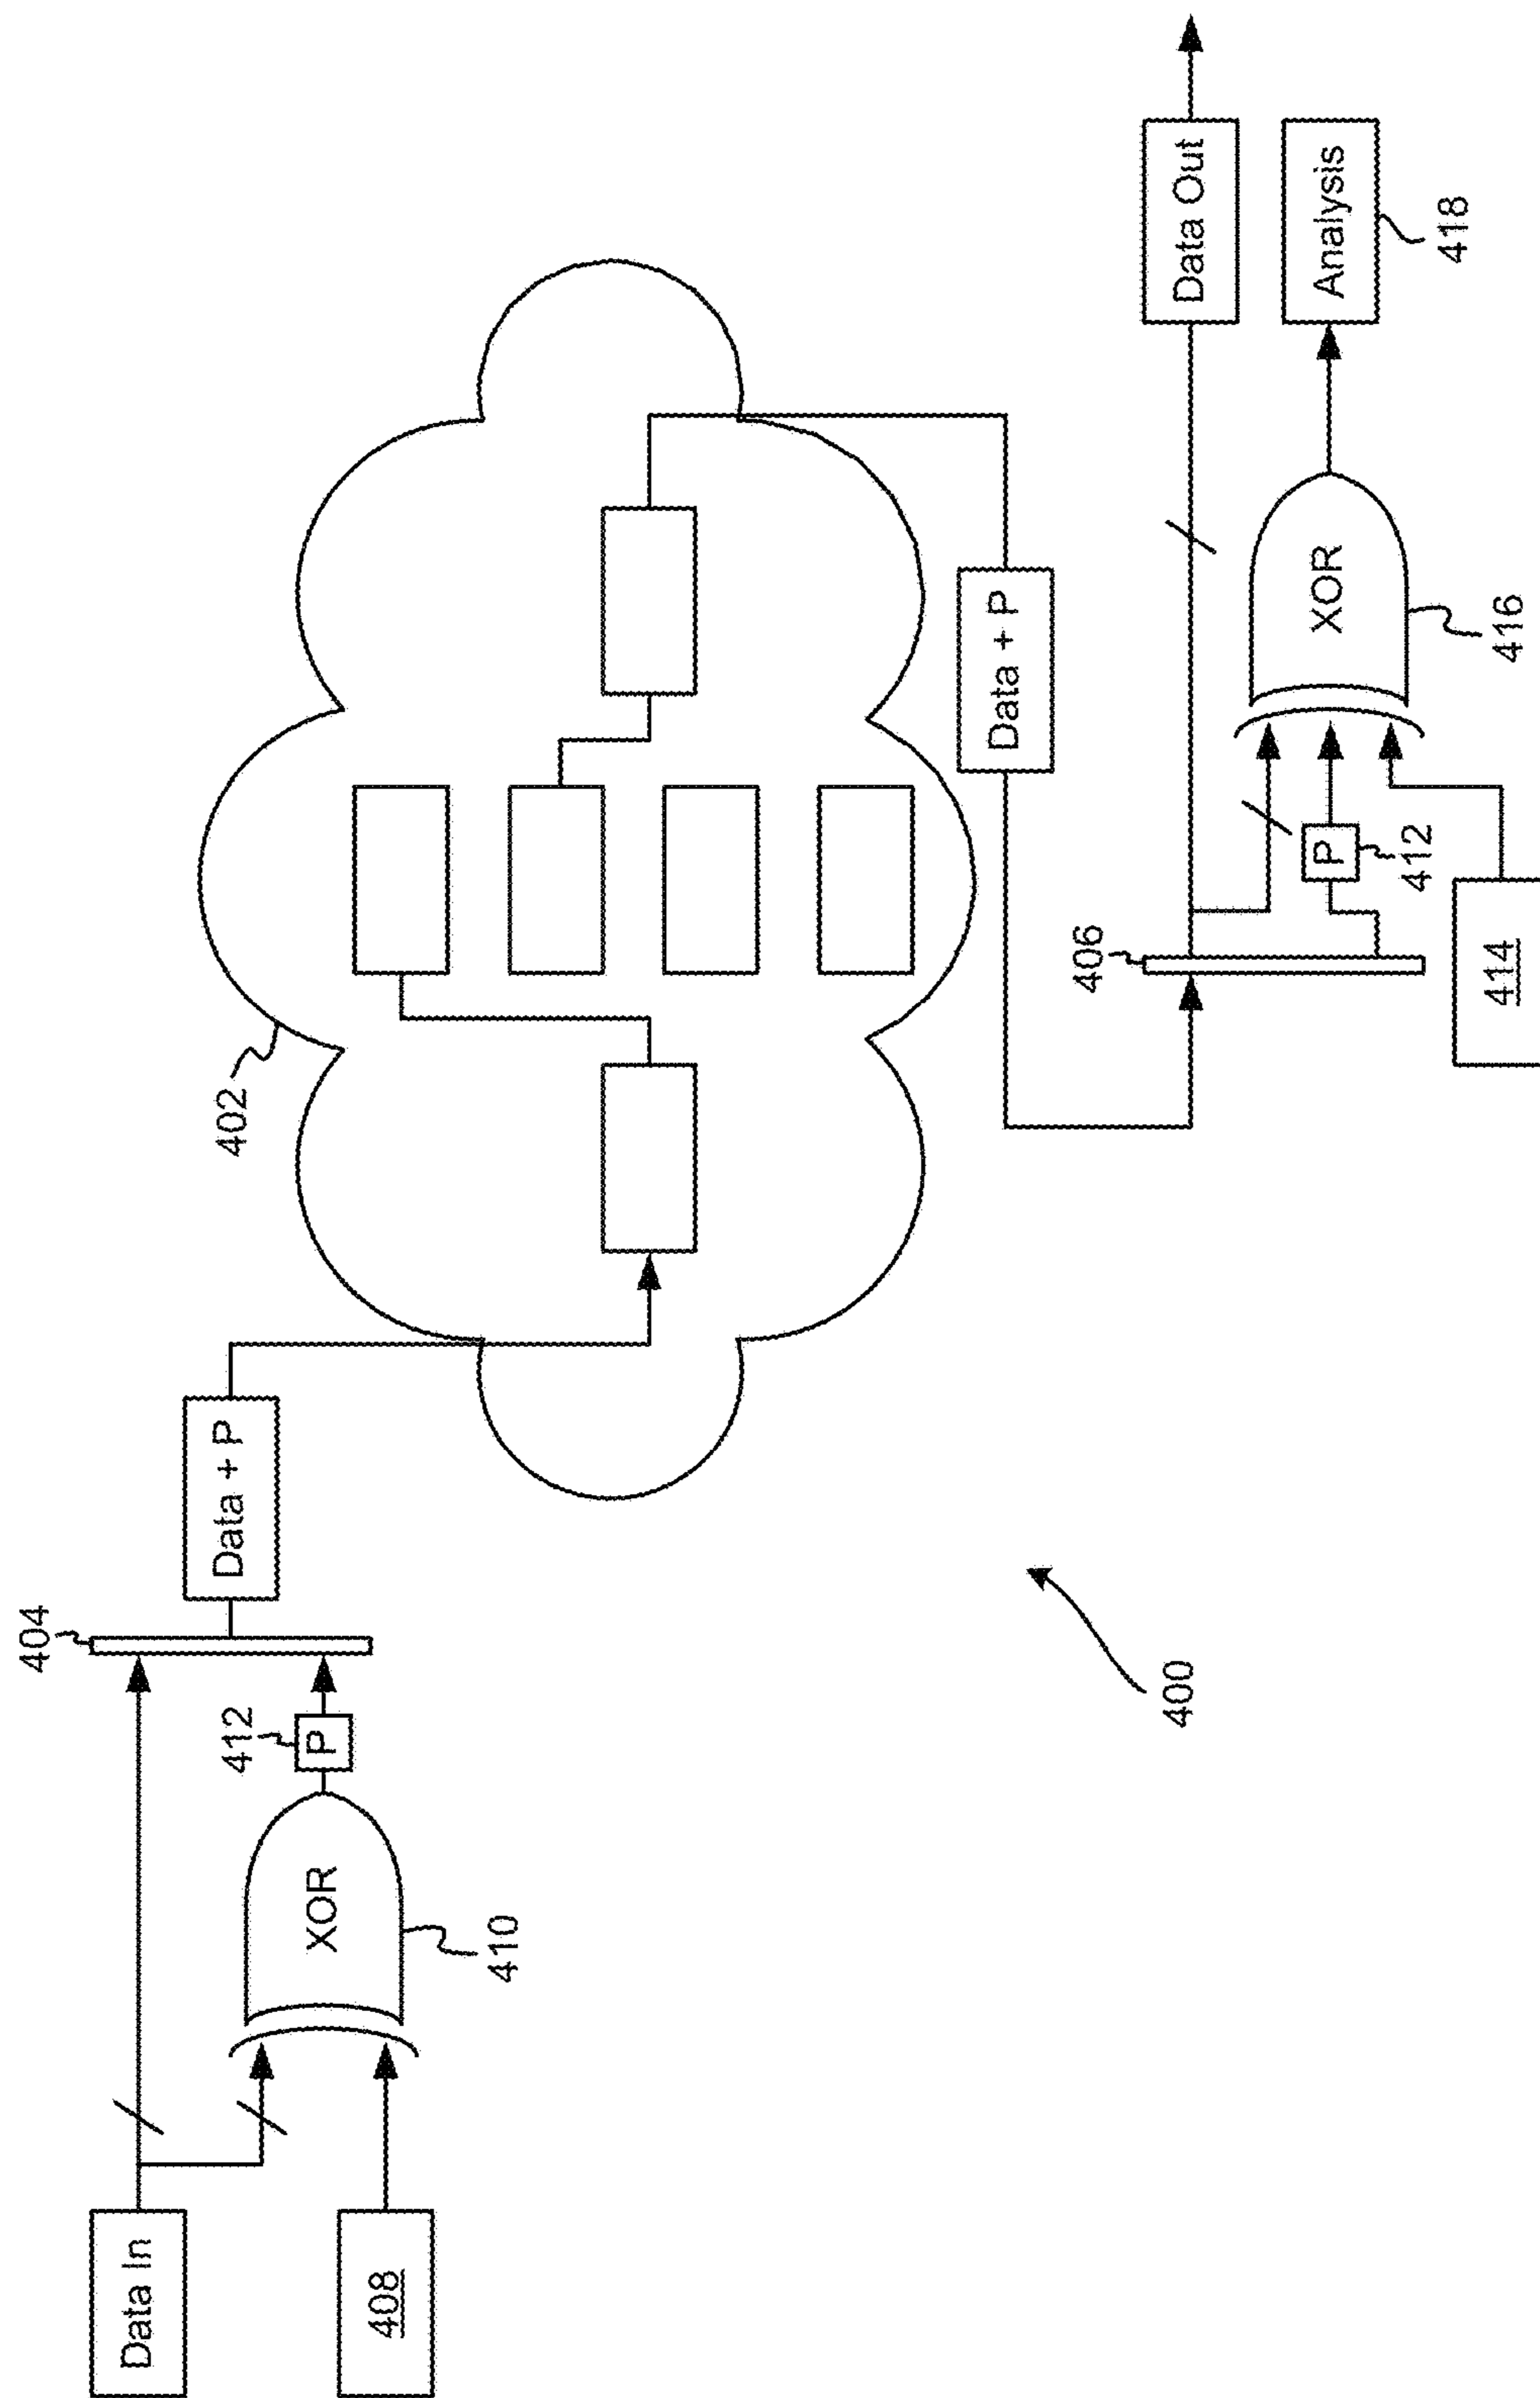 404
Data In
412
P
Data + P
408
XOR
410
402
400
Data + P
406
Data Out
P
412
XOR
416
Analysis
418
414